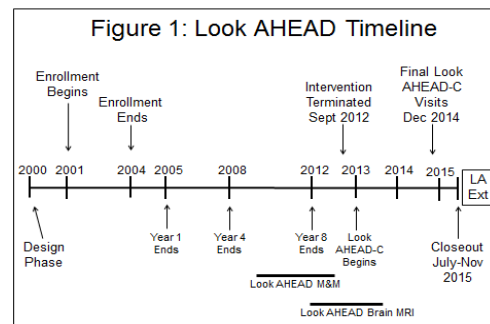 Figure 1: Look AHEAD Timeline
Enrollment
Begins
Enrollment
Ends
Intervention
Terminated
Sept 2012
Final Look
AHEAD-C
Visits
Dec 2014
2000 2001 2004 2005 2008 2012 2013 2014 2015
LA
Ext
Design
Phase
Year 1
Ends
Year 4
Ends
Year 8
Ends
Look
AHEAD-C
Begins
Closeout
July-Nov
2015
Look AHEAD M&M
Look AHEAD Brain MRI